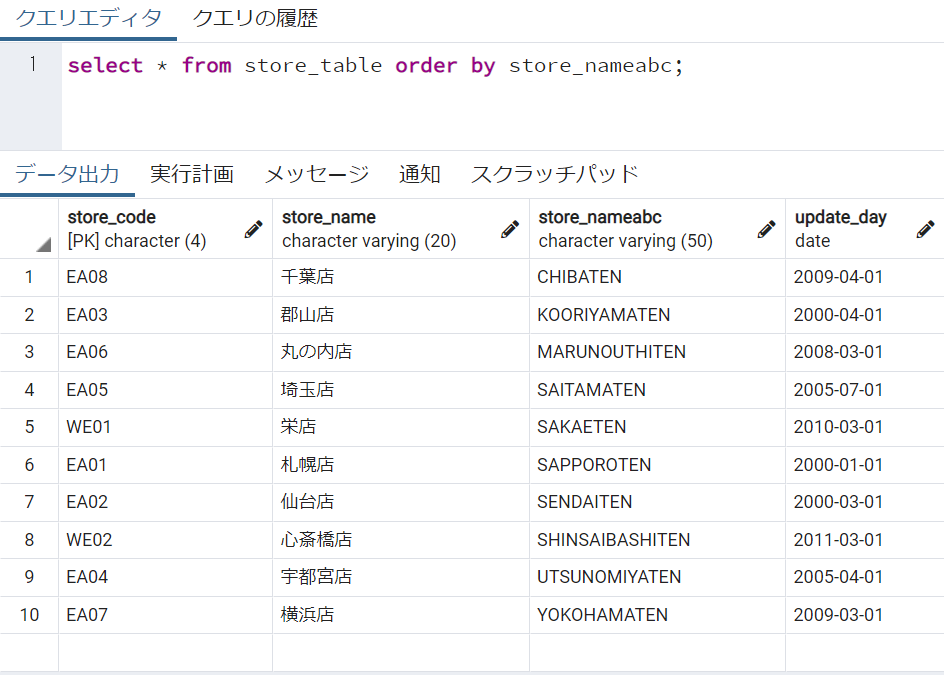 クエリエディタ クエリの履歴
1 select * from store_table order by store_nameabc;
データ出力 実行計画 メッセージ 通知 スクラッチパッド
store_code store_name store_nameabc update_day
[PK] character (4) character varying (20) character varying (50) date
1 EA08 千葉店 CHIBATEN 2009-04-01
2 EA03 郡山店 KOORIYAMATEN 2000-04-01
3 EA06 丸の内店 MARUNOUTHITEN 2008-03-01
4 EA05 埼玉店 SAITAMATEN 2005-07-01
5 WE01 栄店 SAKAETEN 2010-03-01
6 EA01 札幌店 SAPPOROTEN 2000-01-01
7 EA02 仙台店 SENDAITEN 2000-03-01
8 WE02 心斎橋店 SHINSAIBASHITEN 2011-03-01
9 EA04 宇都宮店 UTSUNOMIYATEN 2005-04-01
10 EA07 横浜店 YOKOHAMATEN 2009-03-01